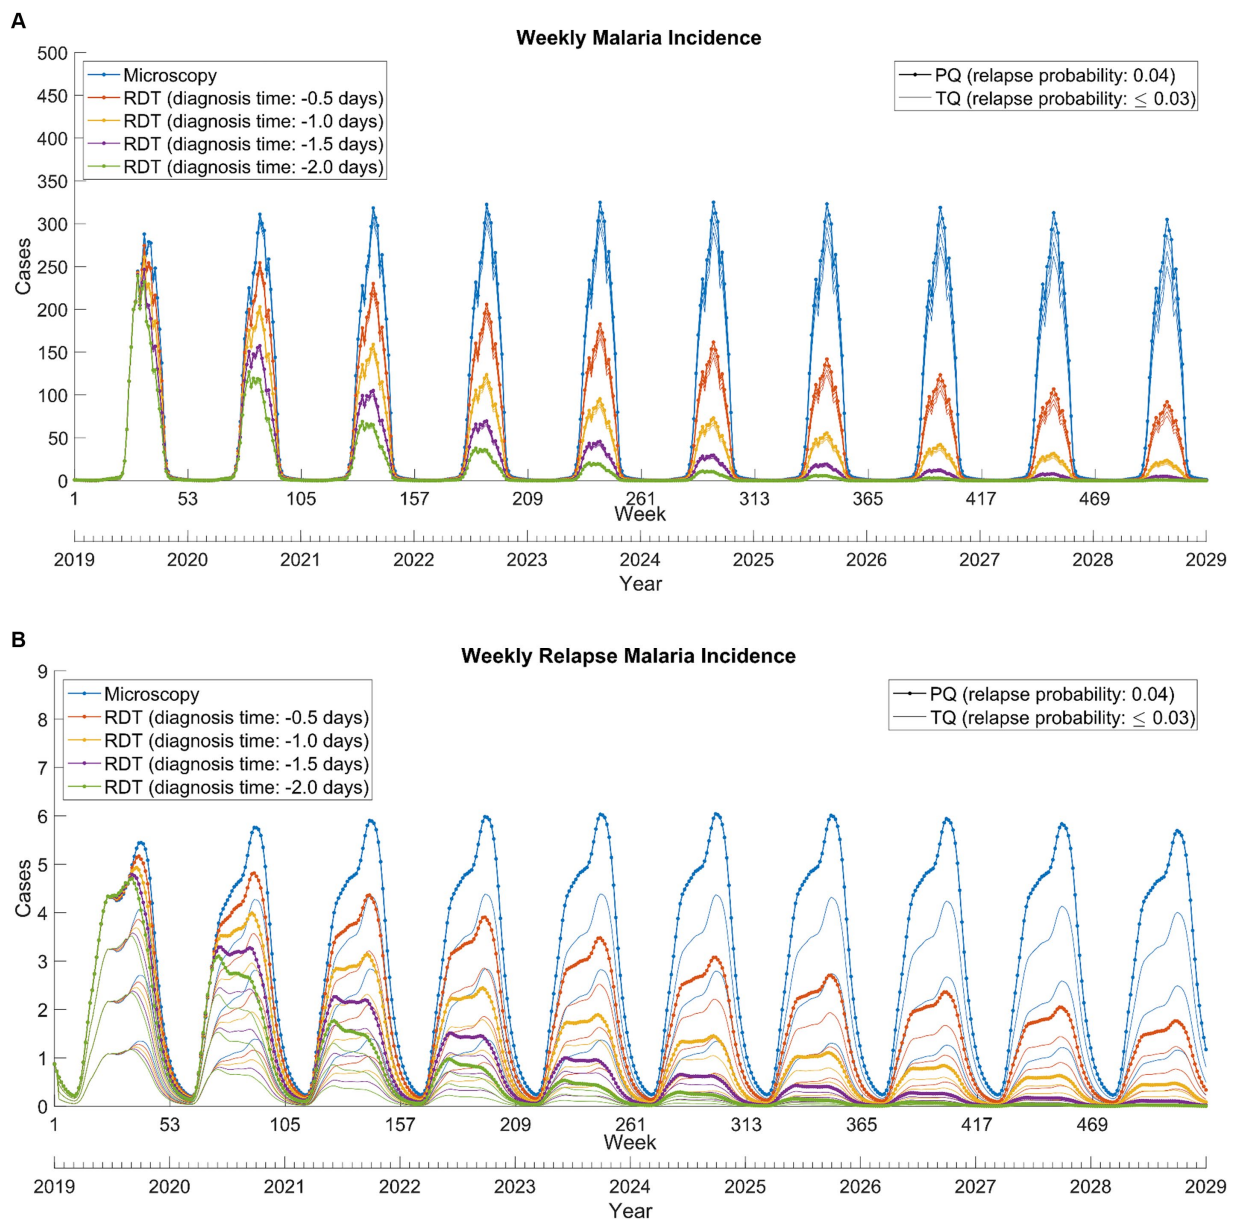 A
Weekly Malaria Incidence
500
450
400
350
300
250
200
150
100
50
0
Cases
Microscopy
RDT (diagnosis time: -0.5 days)
RDT (diagnosis time: -1.0 days)
RDT (diagnosis time: -1.5 days)
RDT (diagnosis time: -2.0 days)
PQ (relapse probability: 0.04)
TQ (relapse probability: ≤ 0.03)
1 53 105 157 209 261 313 365 417 469
Week
2019 2020 2021 2022 2023 2024 2025 2026 2027 2028 2029
Year
B
Weekly Relapse Malaria Incidence
9
8
7
6
5
4
3
2
1
0
Cases
Microscopy
RDT (diagnosis time: -0.5 days)
RDT (diagnosis time: -1.0 days)
RDT (diagnosis time: -1.5 days)
RDT (diagnosis time: -2.0 days)
PQ (relapse probability: 0.04)
TQ (relapse probability: ≤ 0.03)
1 53 105 157 209 261 313 365 417 469
Week
2019 2020 2021 2022 2023 2024 2025 2026 2027 2028 2029
Year